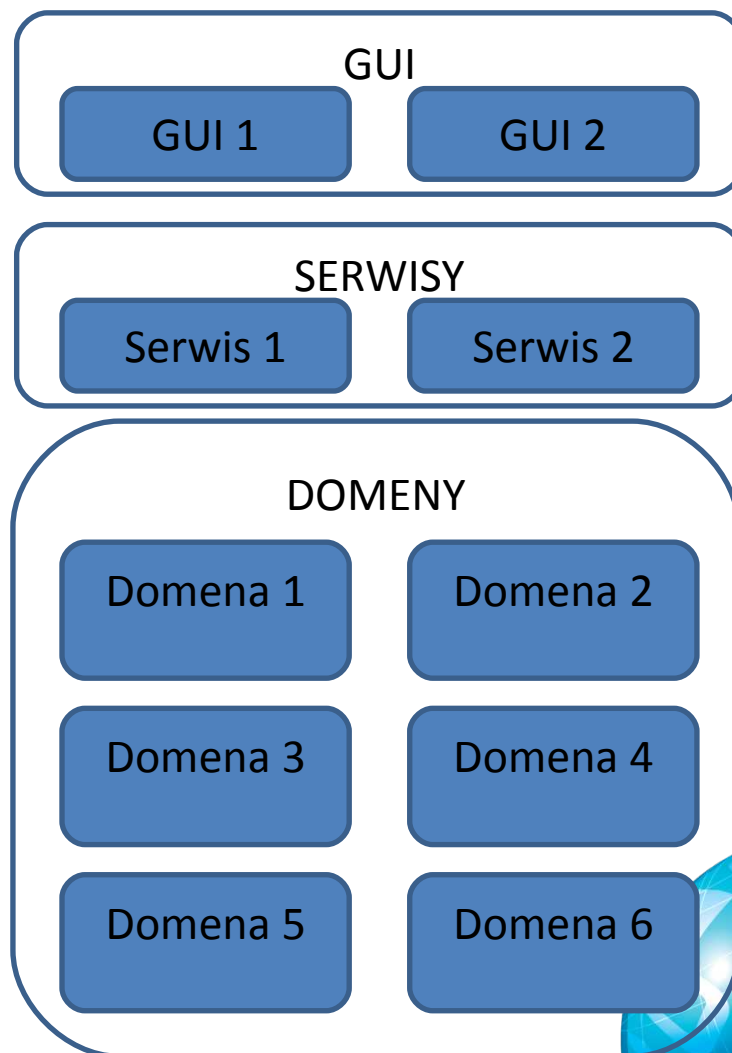 GUI
GUI 1 GUI 2
SERWISY
Serwis 1 Serwis 2
DOMENY
Domena 1 Domena 2
Domena 3 Domena 4
Domena 5 Domena 6